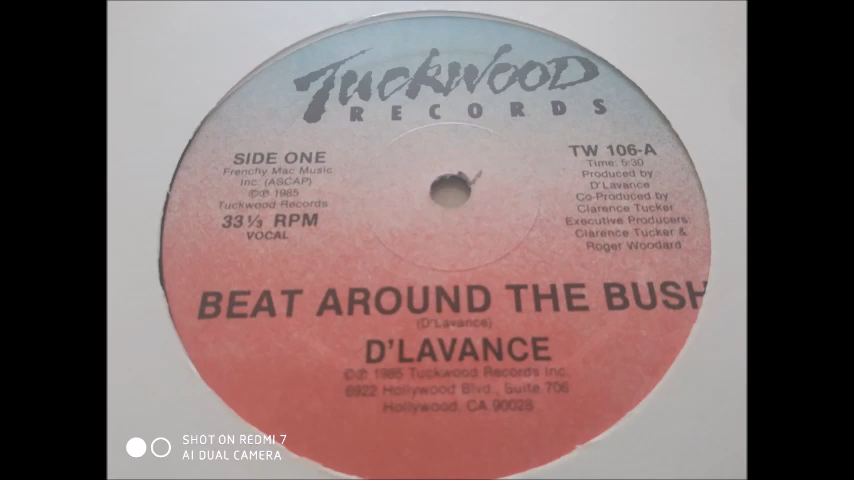 Tuckwood
RECORDS
SIDE ONE
Frenchy Mac Music
Inc. (ASCAP)
©℗ 1985
Tuckwood Records
33⅓ RPM
VOCAL
TW 106-A
Time: 5:30
Produced by
D'Lavance
Co-Produced by
Clarence Tucker
Executive Producers:
Clarence Tucker &
Roger Woodard
BEAT AROUND THE BUSH
(D'Lavance)
D'LAVANCE
©℗ 1985 Tuckwood Records Inc.
6922 Hollywood Blvd., Suite 706
Hollywood, CA 90028
SHOT ON REDMI 7
AI DUAL CAMERA